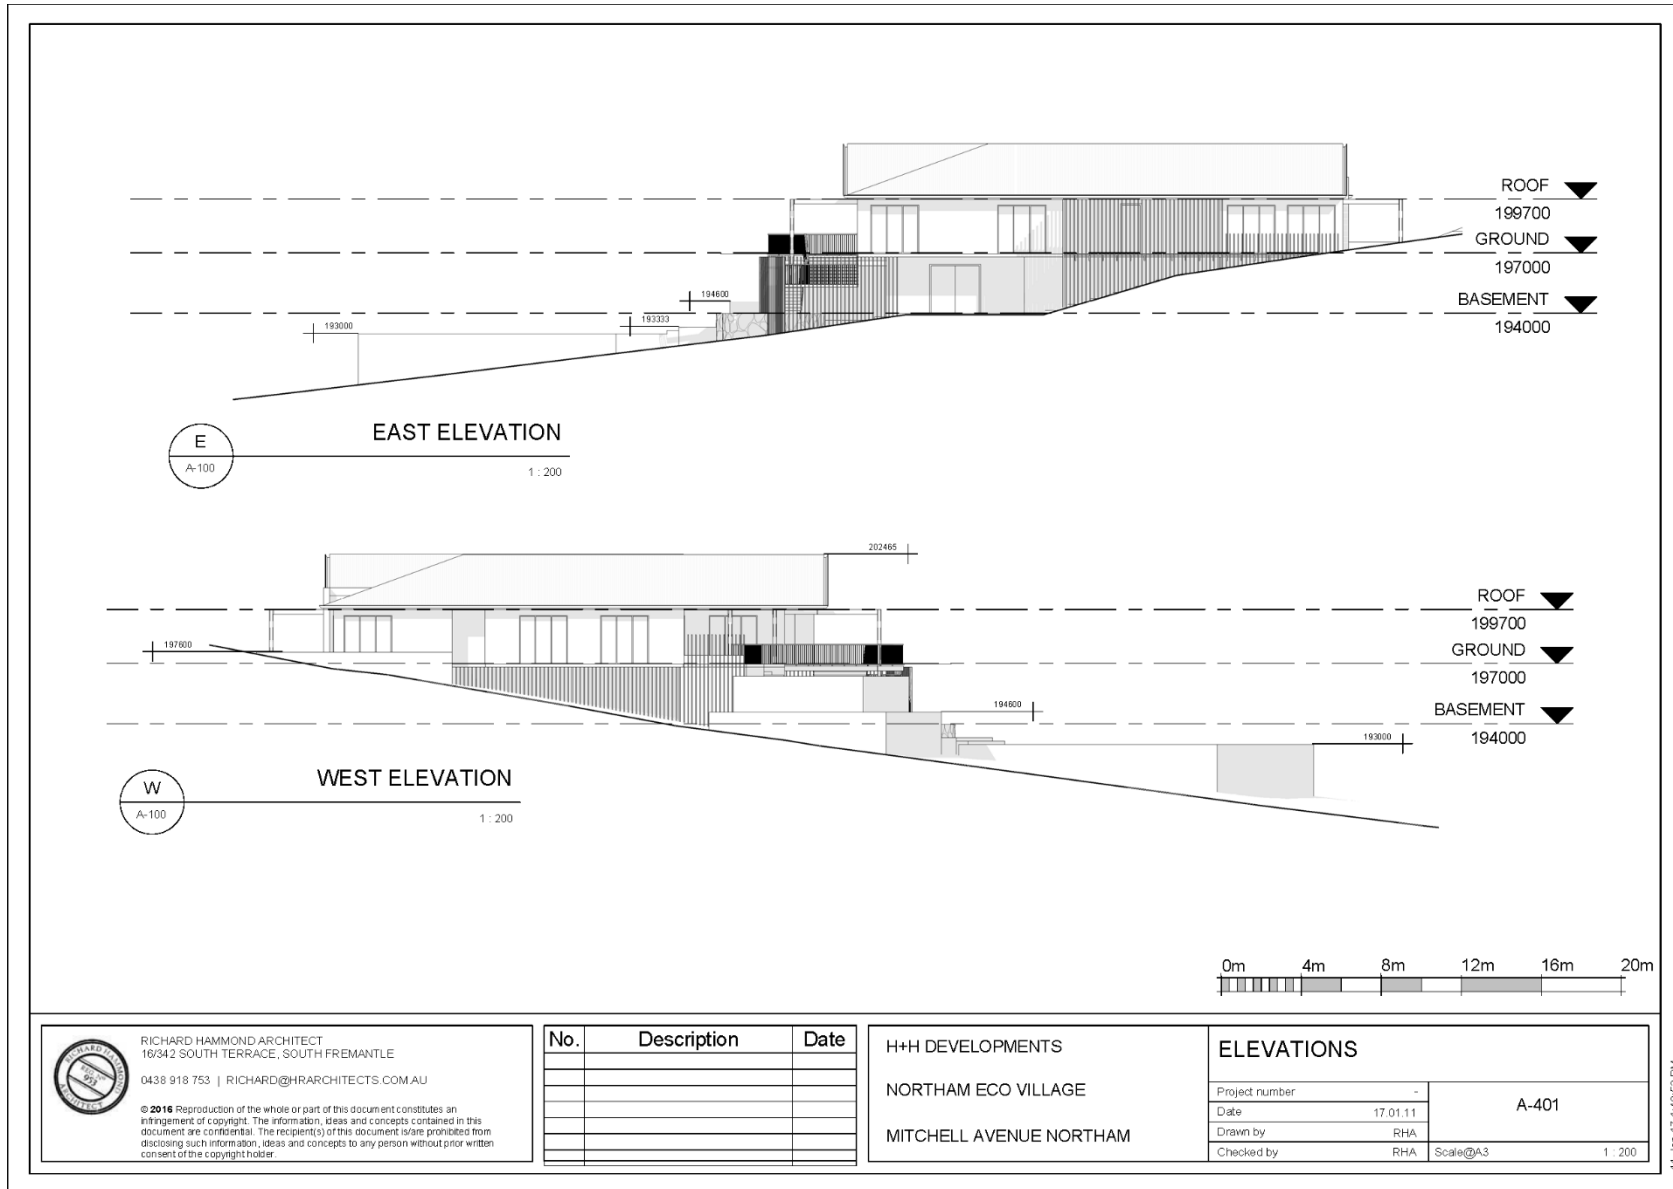 ROOF
199700
GROUND
197000
BASEMENT
194000
194600
193333
193000
E
A-100
EAST ELEVATION
1 : 200
202465
ROOF
199700
197600
GROUND
197000
194600
BASEMENT
194000
193000
W
A-100
WEST ELEVATION
1 : 200
0m 4m 8m 12m 16m 20m
RICHARD HAMMOND
REG. No
953
ARCHITECT
RICHARD HAMMOND ARCHITECT
16/342 SOUTH TERRACE, SOUTH FREMANTLE
0438 918 753 | RICHARD@HRARCHITECTS.COM.AU
© 2016 Reproduction of the whole or part of this document constitutes an
infringement of copyright. The information, ideas and concepts contained in this
document are confidential. The recipient(s) of this document is/are prohibited from
disclosing such information, ideas and concepts to any person without prior written
consent of the copyright holder.
No. Description Date
H+H DEVELOPMENTS
NORTHAM ECO VILLAGE
MITCHELL AVENUE NORTHAM
ELEVATIONS
Project number -
Date 17.01.11
Drawn by RHA
Checked by RHA
A-401
Scale@A3 1 : 200